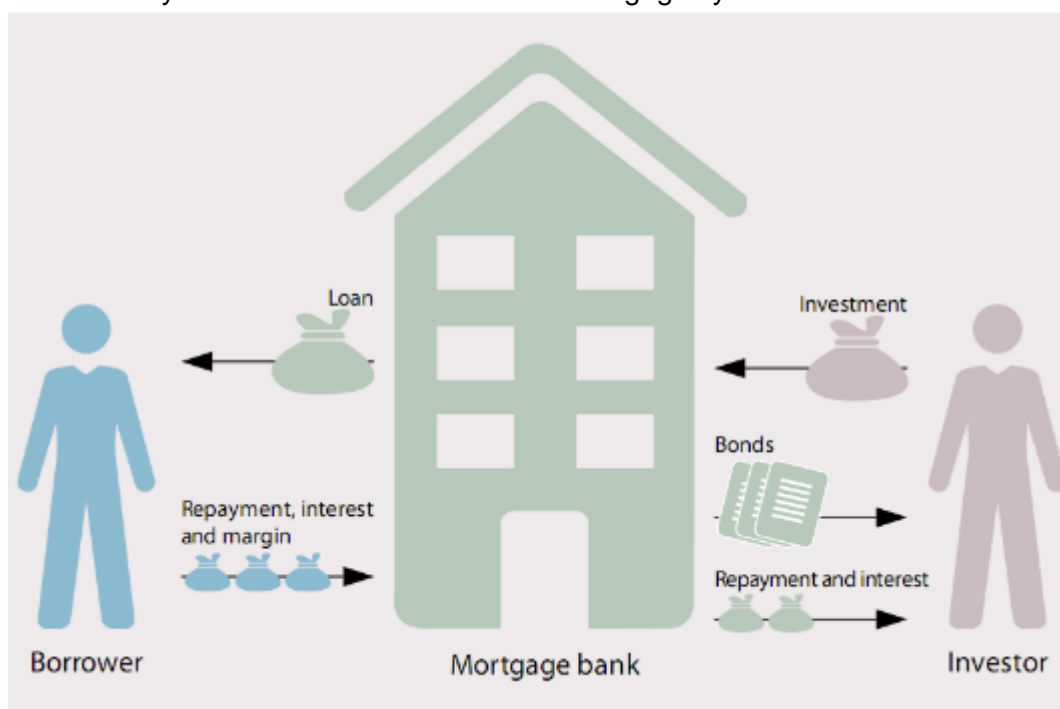 Loan
Investment
Bonds
Repayment, interest
and margin
Repayment and interest
Borrower
Mortgage bank
Investor